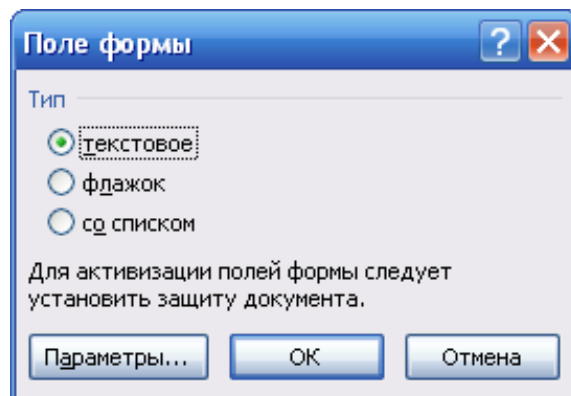 Поле формы
Тип
текстовое
флажок
со списком
Для активизации полей формы следует
установить защиту документа.
Параметры... ОК Отмена